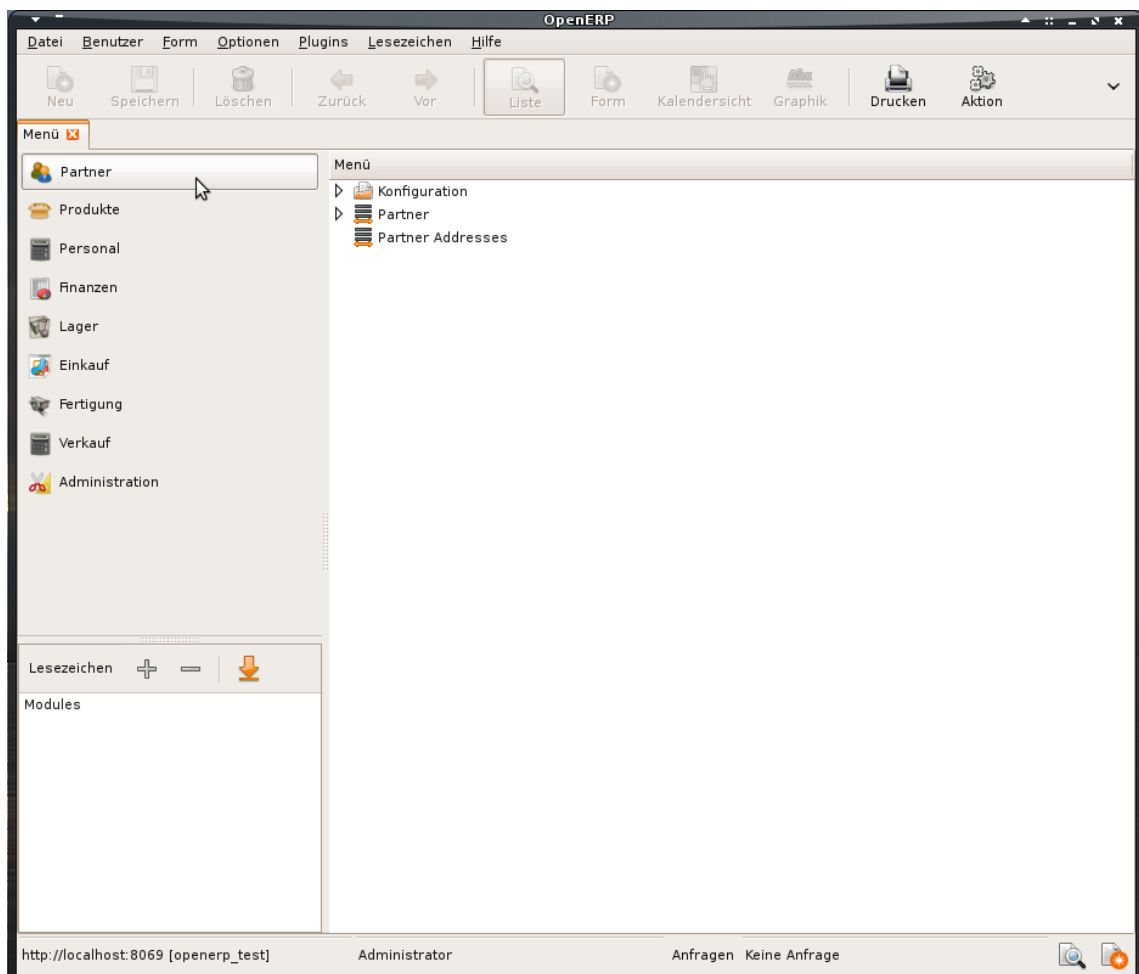 OpenERP
Datei Benutzer Form Optionen Plugins Lesezeichen Hilfe
Neu Speichern Löschen Zurück Vor Liste Form Kalendersicht Abc Graphik Drucken Aktion
Menü
Partner
Produkte
Personal
Finanzen
Lager
Einkauf
Fertigung
Verkauf
Administration
Menü
Konfiguration
Partner
Partner Addresses
Lesezeichen
Modules
http://localhost:8069 [openerp_test] Administrator Anfragen Keine Anfrage